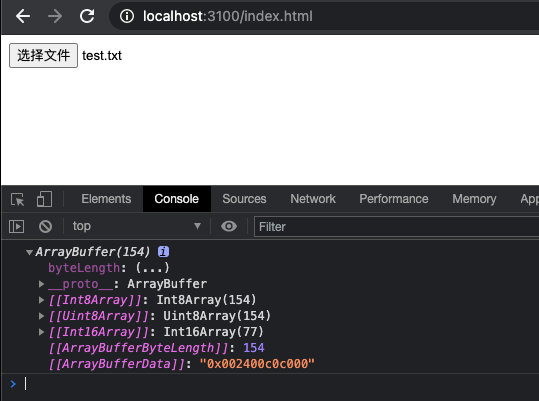 localhost:3100/index.html
选择文件 test.txt
Elements Console Sources Network Performance Memory
top Filter
ArrayBuffer(154) i
byteLength: (...)
__proto__: ArrayBuffer
[[Int8Array]]: Int8Array(154)
[[Uint8Array]]: Uint8Array(154)
[[Int16Array]]: Int16Array(77)
[[ArrayBufferByteLength]]: 154
[[ArrayBufferData]]: "0x002400c0c000"